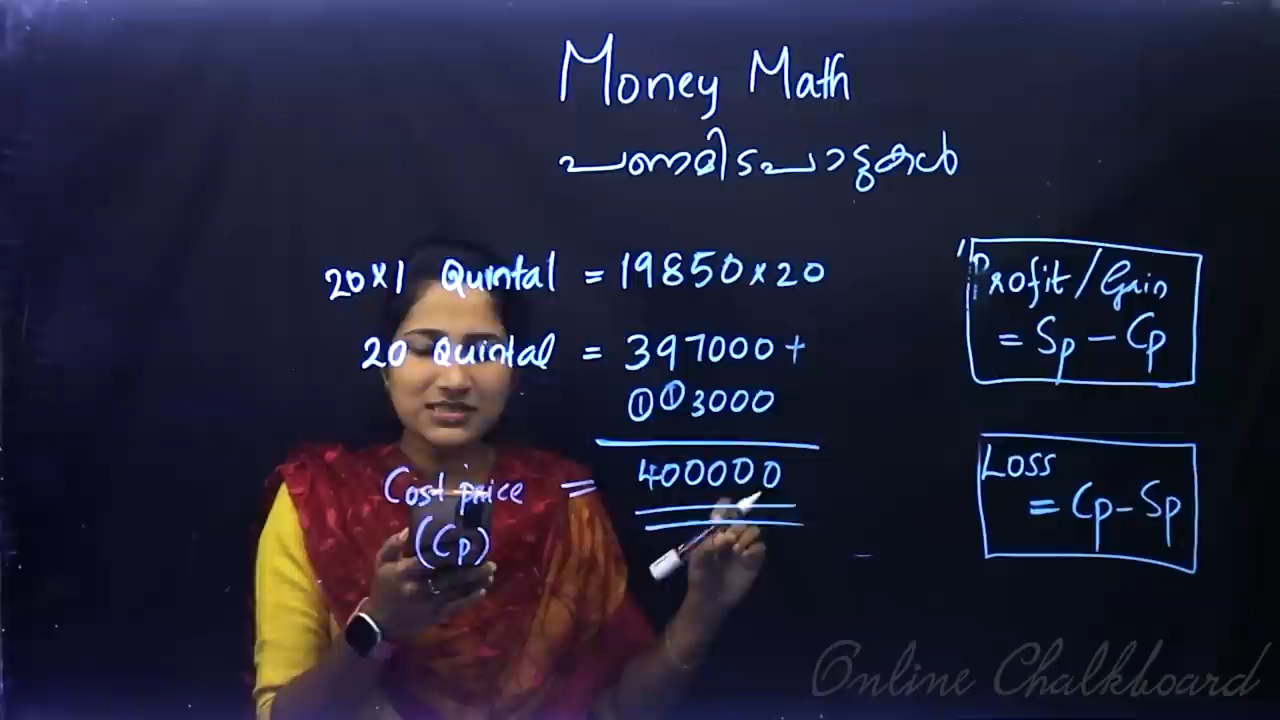 Money Math
പണമിടപാടുകൾ
20×1 Quintal = 19850×20
20 Quintal = 397000+
①①3000
Cost price = 400000
(Cp)
Profit/Gain
= Sp – Cp
Loss
= Cp – Sp
Online Chalkboard